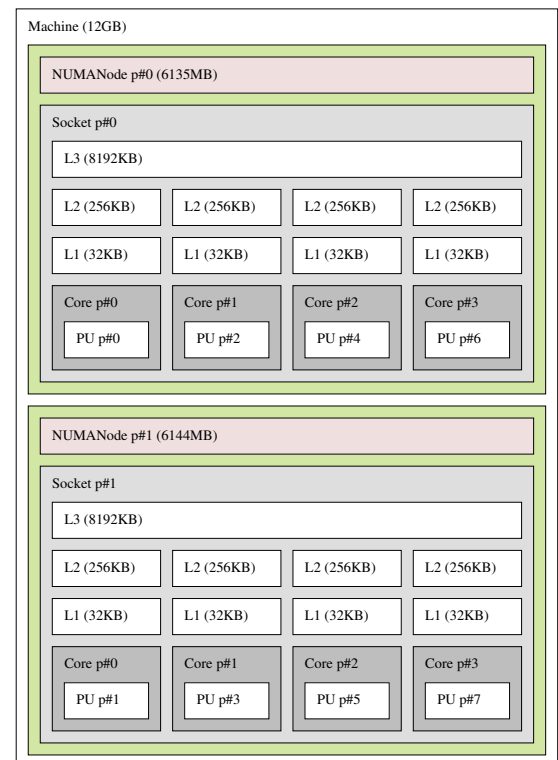 Machine (12GB)
NUMANode p#0 (6135MB)
Socket p#0
L3 (8192KB)
L2 (256KB) L2 (256KB) L2 (256KB) L2 (256KB)
L1 (32KB) L1 (32KB) L1 (32KB) L1 (32KB)
Core p#0 Core p#1 Core p#2 Core p#3
PU p#0 PU p#2 PU p#4 PU p#6
NUMANode p#1 (6144MB)
Socket p#1
L3 (8192KB)
L2 (256KB) L2 (256KB) L2 (256KB) L2 (256KB)
L1 (32KB) L1 (32KB) L1 (32KB) L1 (32KB)
Core p#0 Core p#1 Core p#2 Core p#3
PU p#1 PU p#3 PU p#5 PU p#7